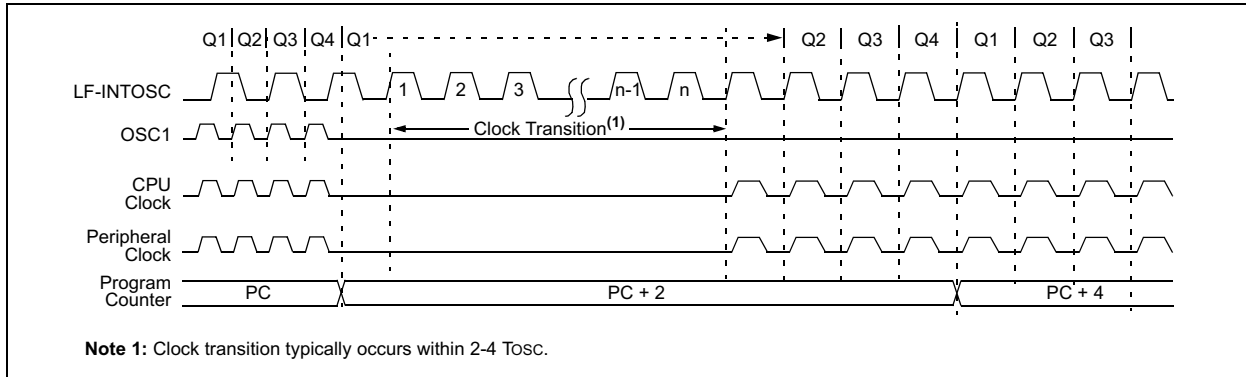 Q1 Q2 Q3 Q4 Q1 Q2 Q3 Q4 Q1 Q2 Q3
LF-INTOSC 1 2 3 n-1 n
OSC1 Clock Transition(1)
CPU
Clock
Peripheral
Clock
Program
Counter PC PC + 2 PC + 4
Note 1: Clock transition typically occurs within 2-4 TOSC.